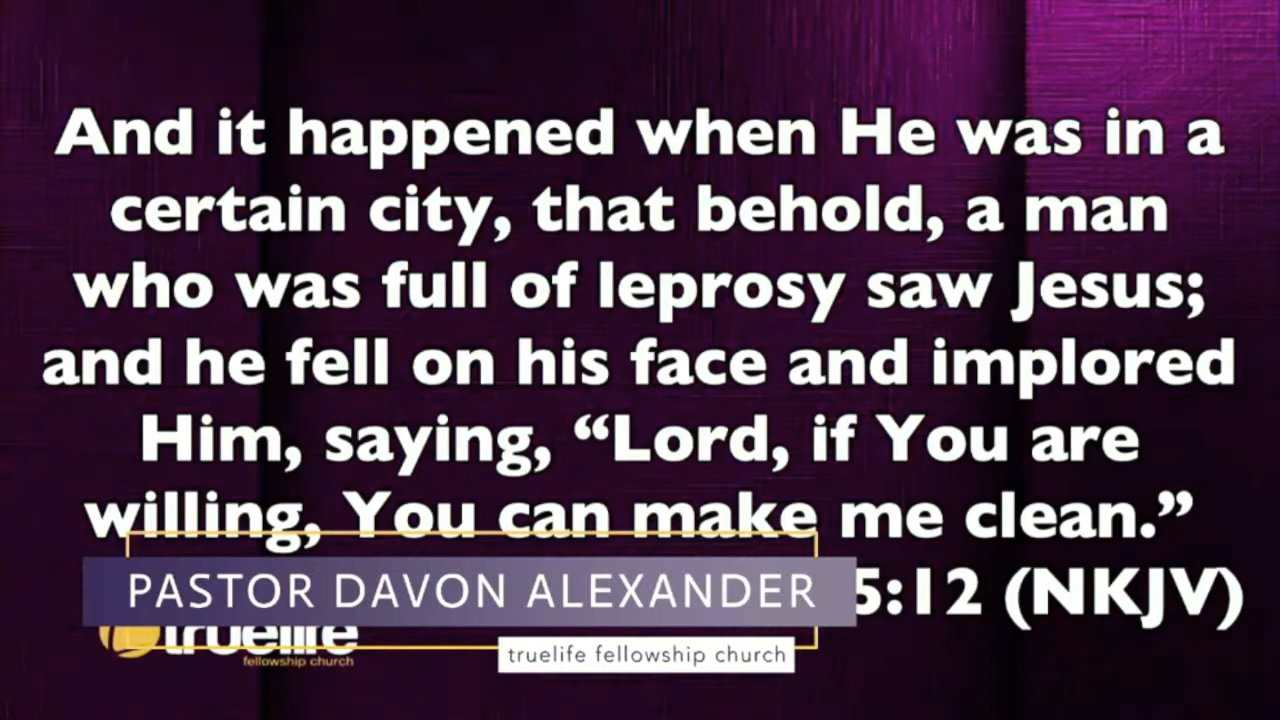 And it happened when He was in a
certain city, that behold, a man
who was full of leprosy saw Jesus;
and he fell on his face and implored
Him, saying, “Lord, if You are
willing, You can make me clean.”
5:12 (NKJV)
PASTOR DAVON ALEXANDER
truelife
fellowship church
truelife fellowship church